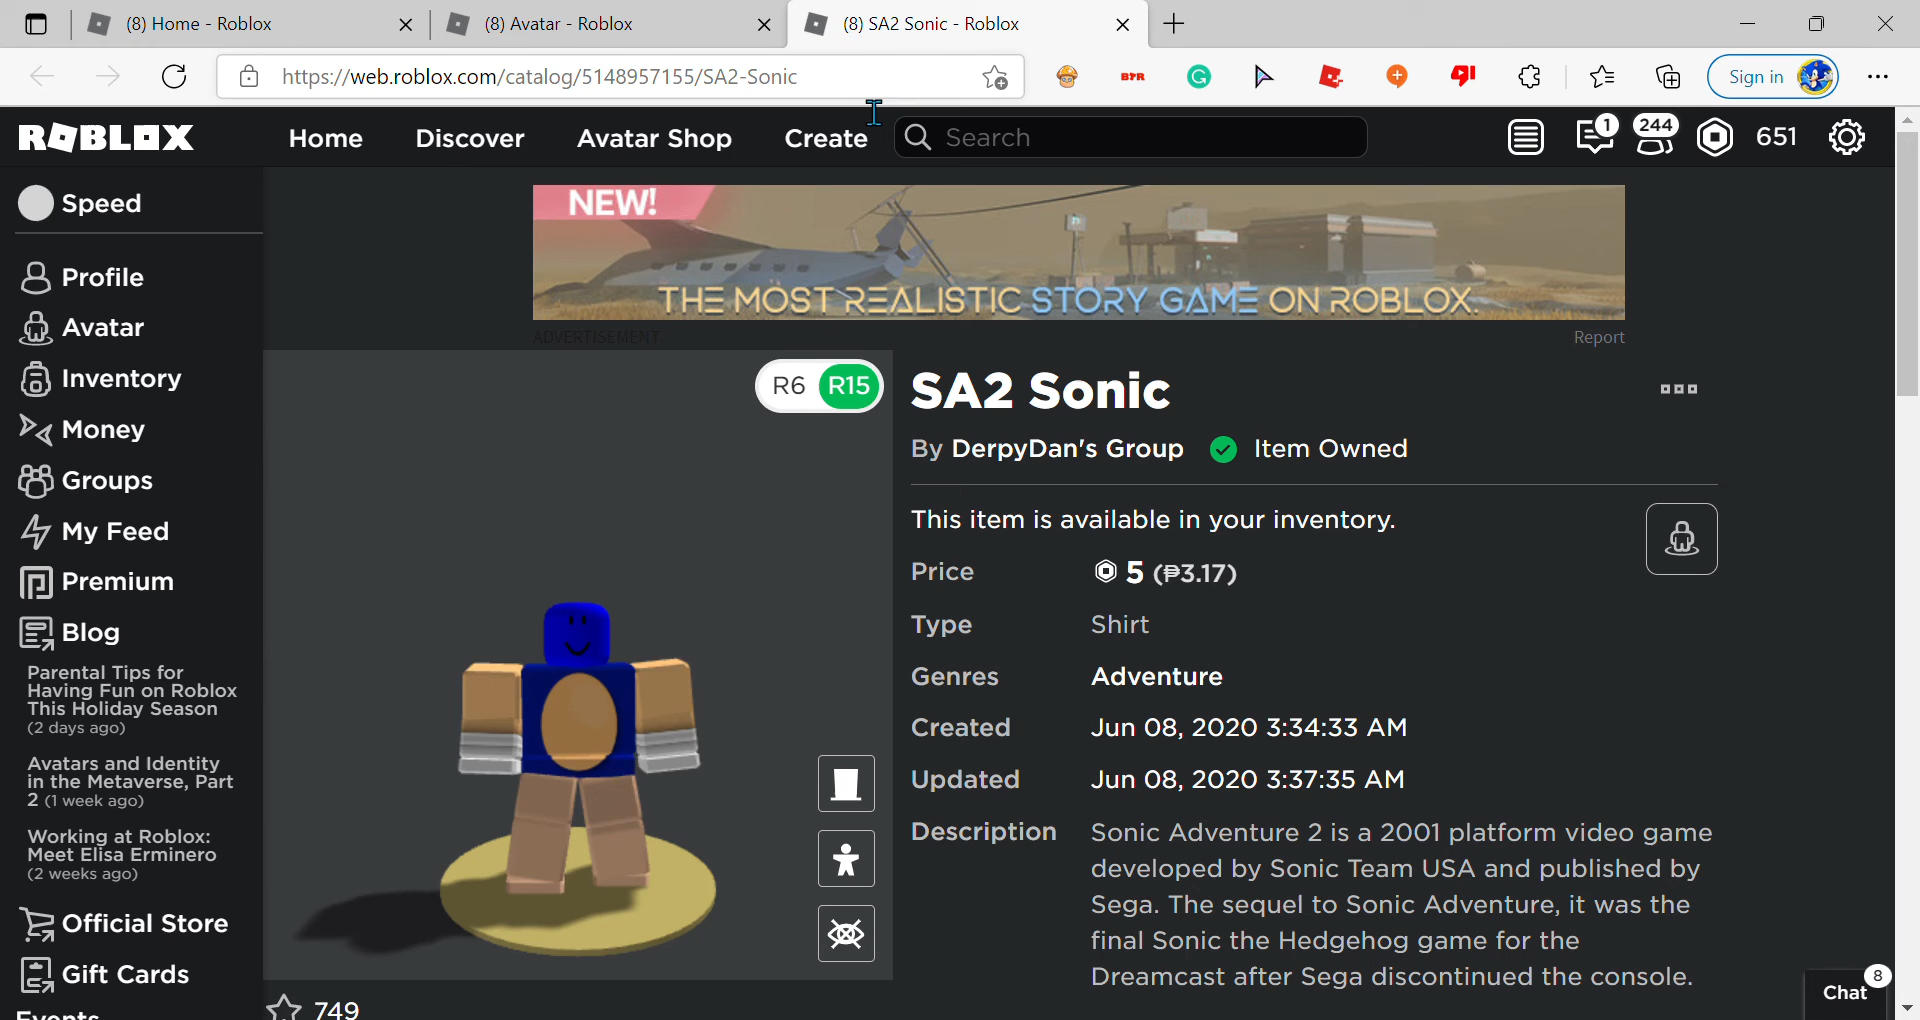 (8) Home - Roblox
(8) Avatar - Roblox
(8) SA2 Sonic - Roblox
https://web.roblox.com/catalog/5148957155/SA2-Sonic
BTR
Sign in
ROBLOX
Home
Discover
Avatar Shop
Create
Search
1
244
651
Speed
Profile
Avatar
Inventory
Money
Groups
My Feed
Premium
Blog
Parental Tips for
Having Fun on Roblox
This Holiday Season
(2 days ago)
Avatars and Identity
in the Metaverse, Part
2 (1 week ago)
Working at Roblox:
Meet Elisa Erminero
(2 weeks ago)
Official Store
Gift Cards
Events
NEW!
THE MOST REALISTIC STORY GAME ON ROBLOX.
ADVERTISEMENT
Report
R6 R15
749
SA2 Sonic
By DerpyDan's Group
Item Owned
This item is available in your inventory.
Price 5 (₱3.17)
Type Shirt
Genres Adventure
Created Jun 08, 2020 3:34:33 AM
Updated Jun 08, 2020 3:37:35 AM
Description Sonic Adventure 2 is a 2001 platform video game
developed by Sonic Team USA and published by
Sega. The sequel to Sonic Adventure, it was the
final Sonic the Hedgehog game for the
Dreamcast after Sega discontinued the console.
Chat
8